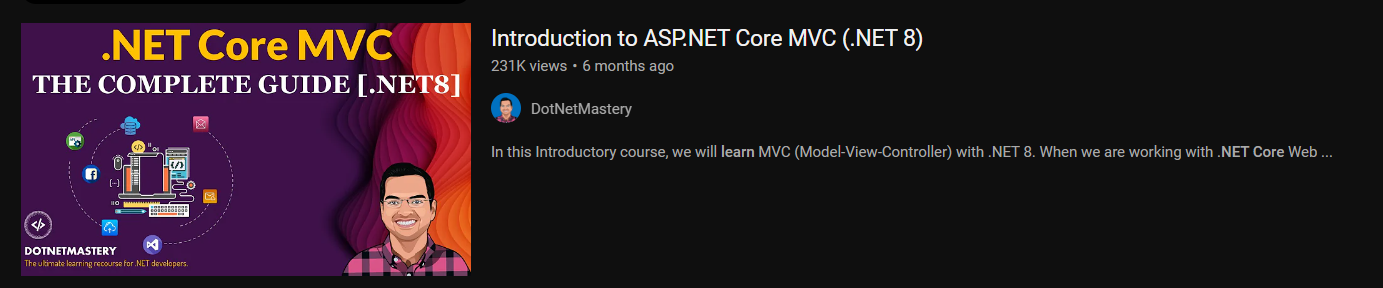 .NET Core MVC
THE COMPLETE GUIDE [.NET8]
DOTNETMASTERY
The ultimate learning recourse for .NET developers.
Introduction to ASP.NET Core MVC (.NET 8)
231K views • 6 months ago
DotNetMastery
In this Introductory course, we will learn MVC (Model-View-Controller) with .NET 8. When we are working with .NET Core Web ...